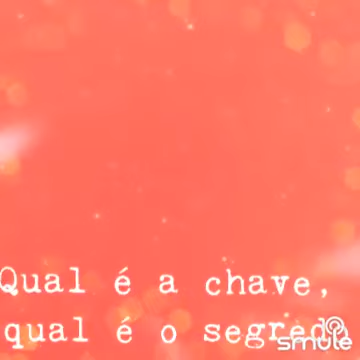 Qual é a chave,
qual é o segredo
smule